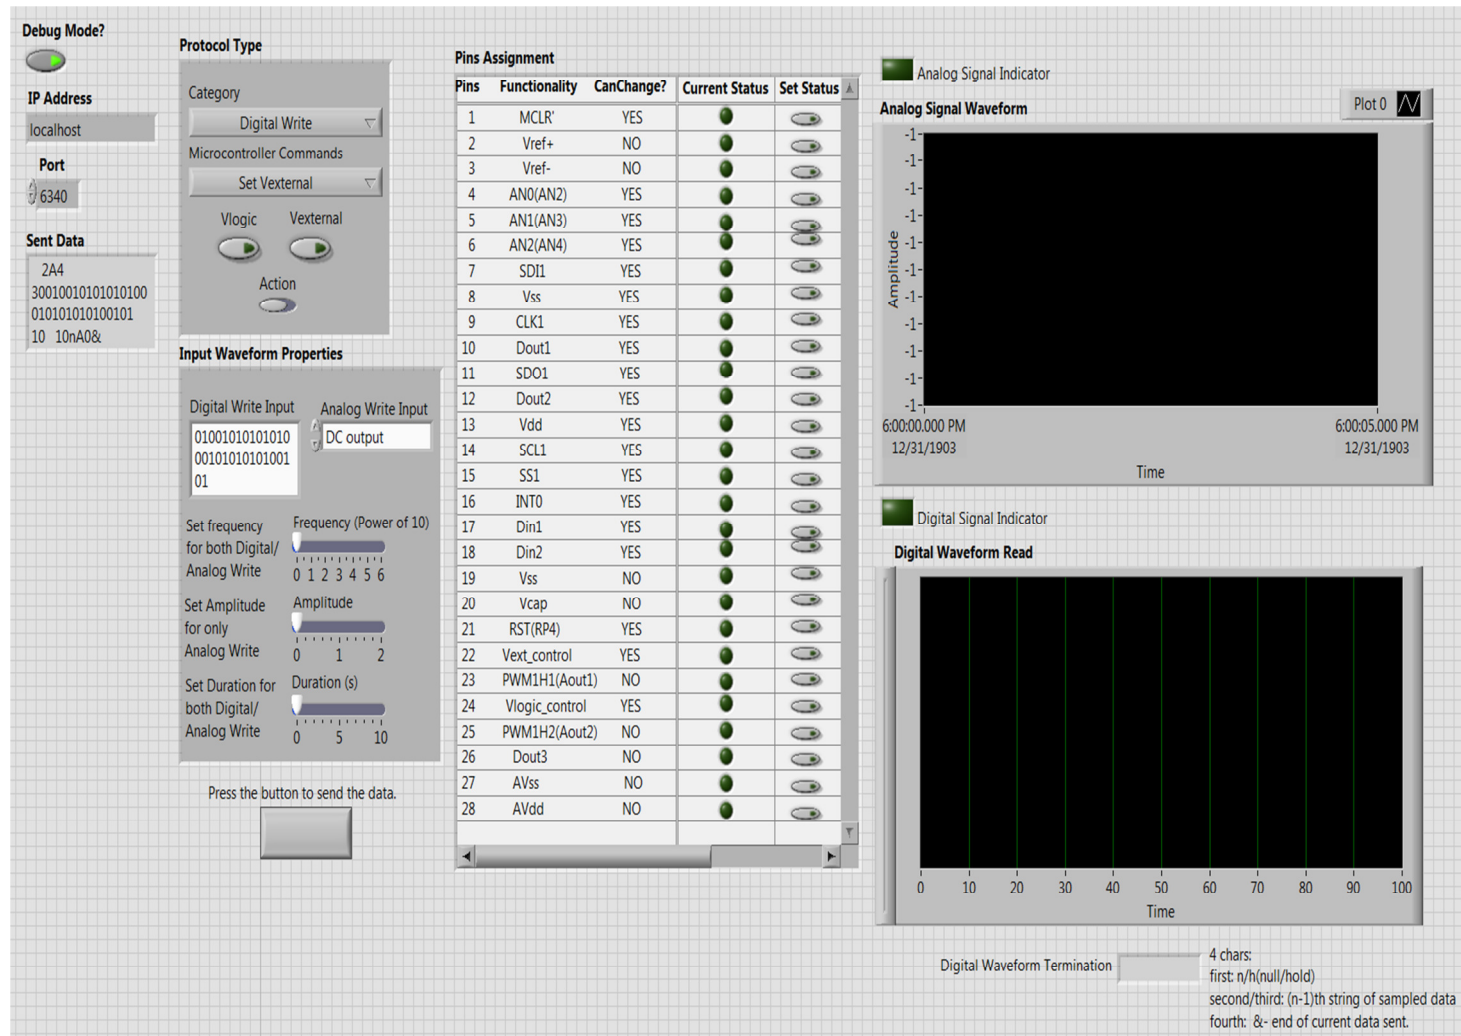 Debug Mode?
IP Address
localhost
Port
6340
Sent Data
2A4
30010010101010100
010101010100101
10 10nA0&
Protocol Type
Category
Digital Write
Microcontroller Commands
Set Vexternal
Vlogic Vexternal
Action
Input Waveform Properties
Digital Write Input
01001010101010
00101010101001
01
Analog Write Input
DC output
Set frequency
for both Digital/
Analog Write
Frequency (Power of 10)
0 1 2 3 4 5 6
Set Amplitude
for only
Analog Write
Amplitude
0 1 2
Set Duration for
both Digital/
Analog Write
Duration (s)
0 5 10
Press the button to send the data.
Pins Assignment
Pins Functionality CanChange? Current Status Set Status
1 MCLR' YES
2 Vref+ NO
3 Vref- NO
4 AN0(AN2) YES
5 AN1(AN3) YES
6 AN2(AN4) YES
7 SDI1 YES
8 Vss YES
9 CLK1 YES
10 Dout1 YES
11 SDO1 YES
12 Dout2 YES
13 Vdd YES
14 SCL1 YES
15 SS1 YES
16 INT0 YES
17 Din1 YES
18 Din2 YES
19 Vss NO
20 Vcap NO
21 RST(RP4) YES
22 Vext_control YES
23 PWM1H1(Aout1) NO
24 Vlogic_control YES
25 PWM1H2(Aout2) NO
26 Dout3 NO
27 AVss NO
28 AVdd NO
Analog Signal Indicator
Analog Signal Waveform
Plot 0
Amplitude
-1
-1
-1
-1
-1
-1
-1
-1
-1
-1
-1
6:00:00.000 PM 6:00:05.000 PM
12/31/1903 12/31/1903
Time
Digital Signal Indicator
Digital Waveform Read
0 10 20 30 40 50 60 70 80 90 100
Time
Digital Waveform Termination
4 chars:
first: n/h(null/hold)
second/third: (n-1)th string of sampled data
fourth: &- end of current data sent.